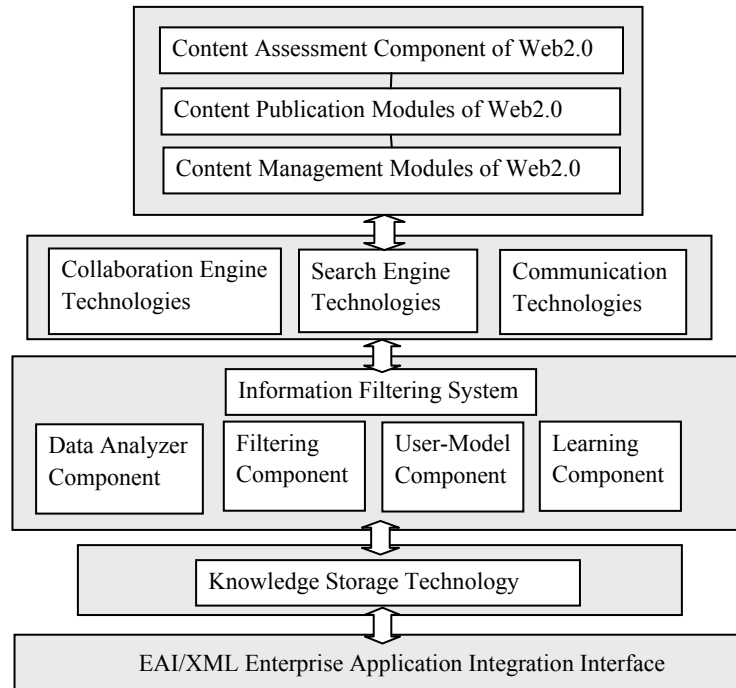 Content Assessment Component of Web2.0
Content Publication Modules of Web2.0
Content Management Modules of Web2.0
Collaboration Engine
Technologies
Search Engine
Technologies
Communication
Technologies
Information Filtering System
Data Analyzer
Component
Filtering
Component
User-Model
Component
Learning
Component
Knowledge Storage Technology
EAI/XML Enterprise Application Integration Interface